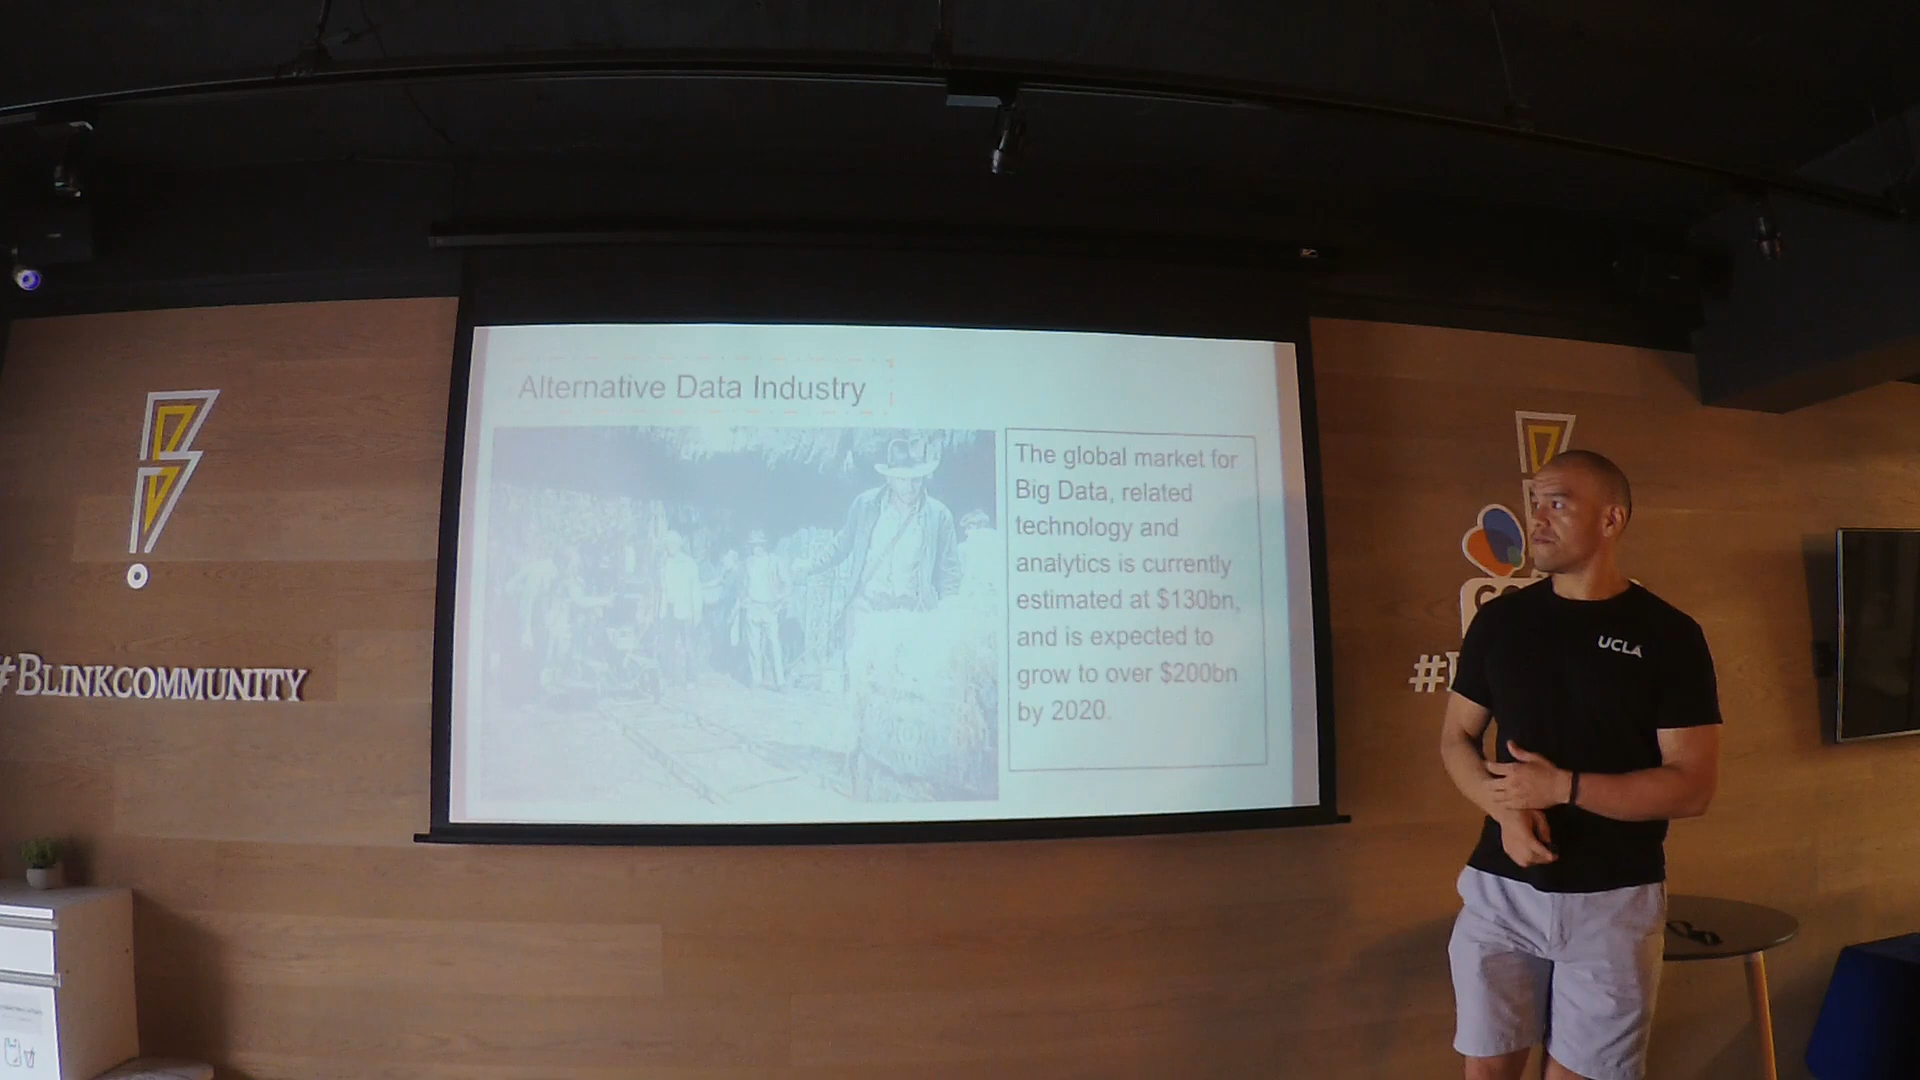 Alternative Data Industry
The global market for
Big Data, related
technology and
analytics is currently
estimated at $130bn,
and is expected to
grow to over $200bn
by 2020.
#BLINKCOMMUNITY
UCLA